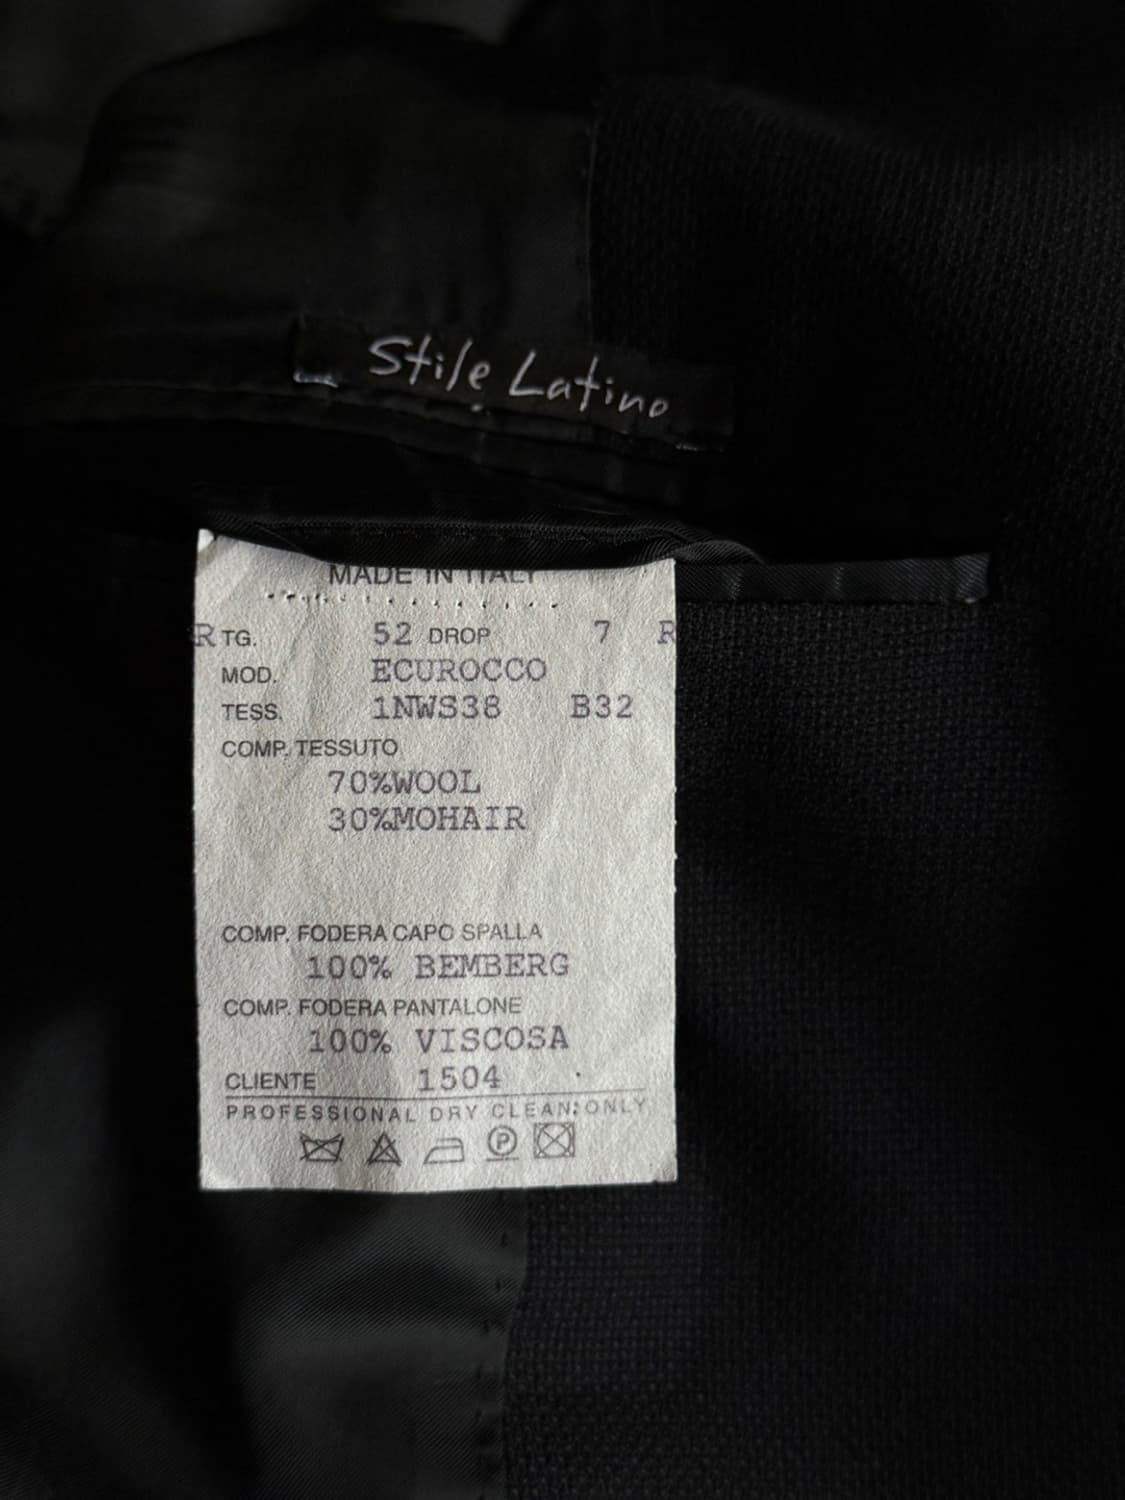 Stile Latino
MADE IN ITALY
R TG. 52 DROP 7 R
MOD. ECUROCCO
TESS. 1NWS38 B32
COMP. TESSUTO
70%WOOL
30%MOHAIR
COMP. FODERA CAPO SPALLA
100% BEMBERG
COMP. FODERA PANTALONE
100% VISCOSA
CLIENTE 1504
PROFESSIONAL DRY CLEAN ONLY
P